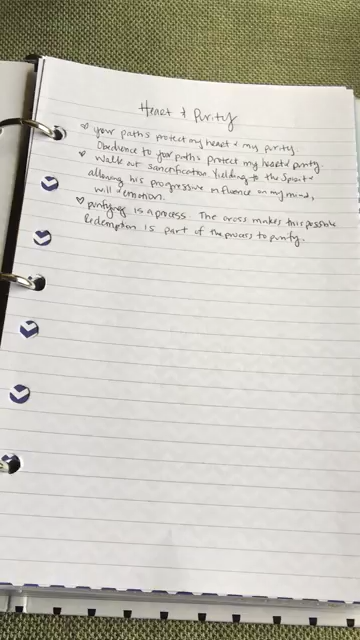 Heart & Purity
♡ your paths protect my heart & my purity.
Obedience to your paths protect my heart & purity.
♡ Walk out sancrification. Yielding to the Spirit &
allowing his progressive influence on my mind,
will & emotion.
♡ purifying is a process. The cross makes this possible
Redemption is part of the process to purify.